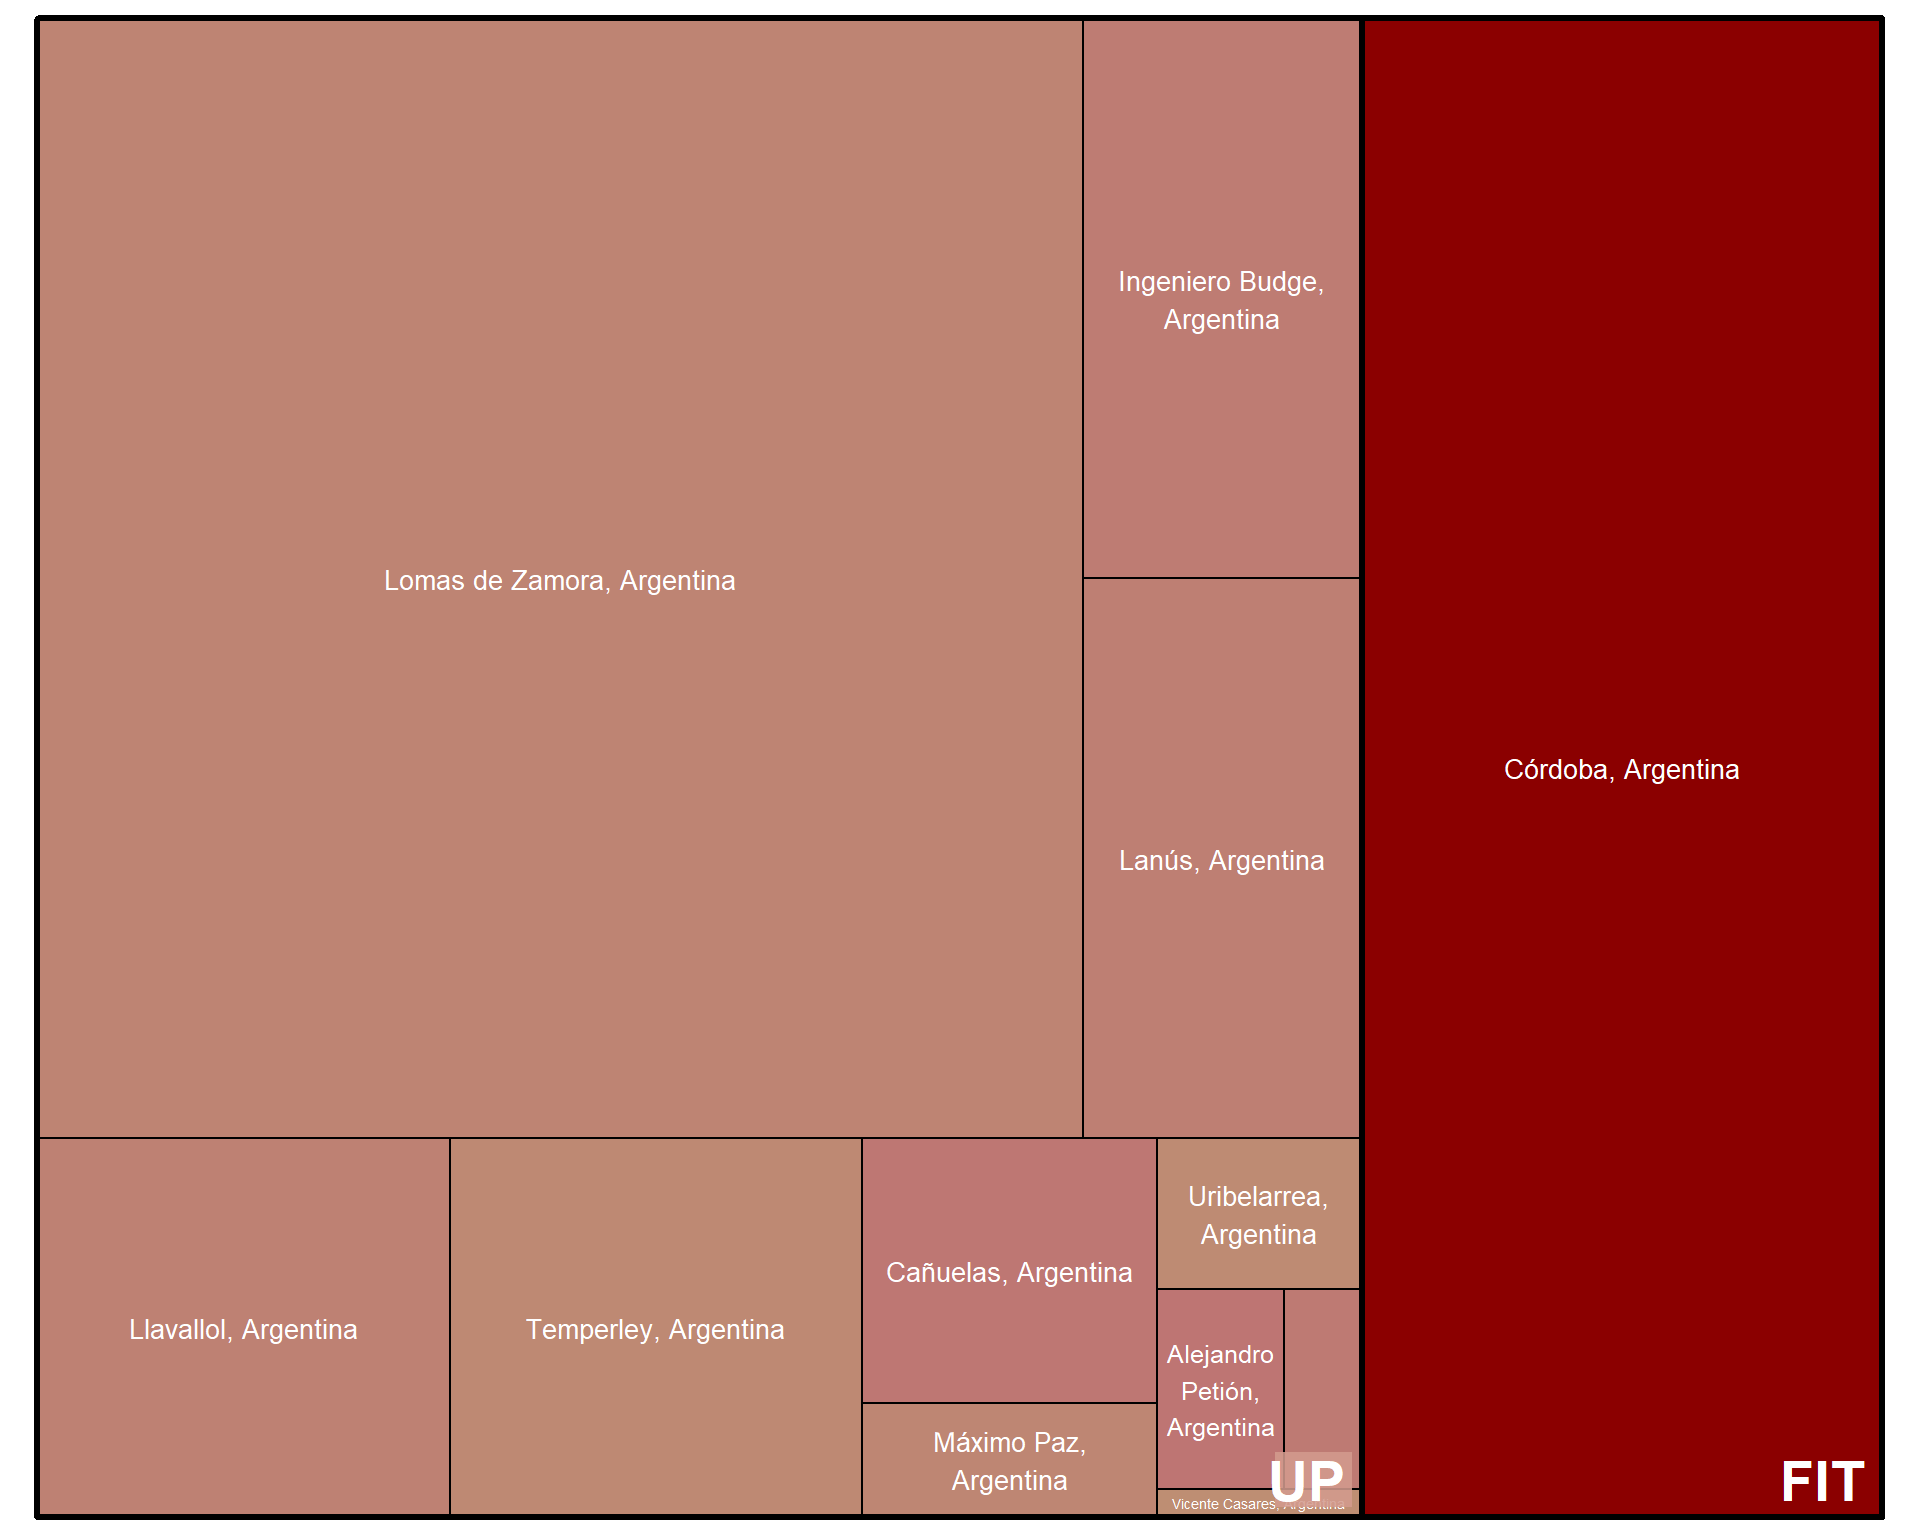 Ingeniero Budge,
Argentina
Lomas de Zamora, Argentina
Córdoba, Argentina
Lanús, Argentina
Uribelarrea,
Argentina
Cañuelas, Argentina
Llavallol, Argentina
Temperley, Argentina
Alejandro
Petión,
Argentina
Máximo Paz,
Argentina
UP
FIT
Vicente Casares, Argentina